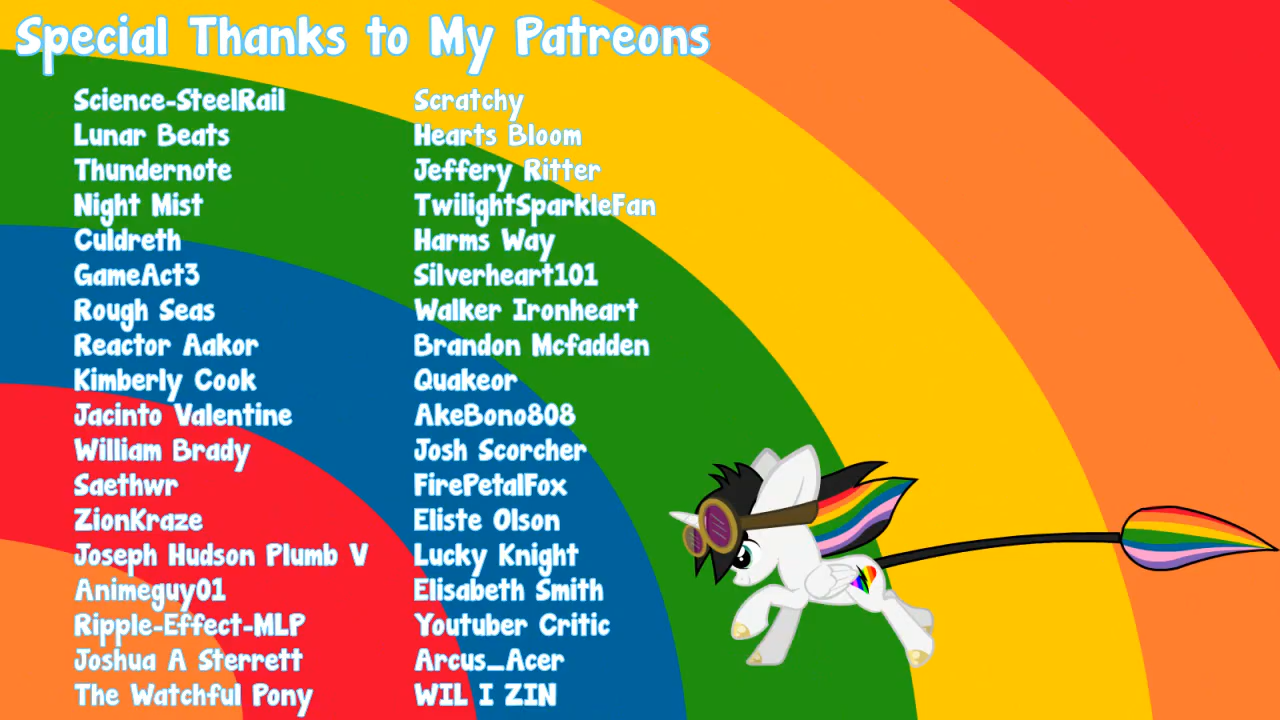 Special Thanks to My Patreons
Science-SteelRail
Lunar Beats
Thundernote
Night Mist
Culdreth
GameAct3
Rough Seas
Reactor Aakor
Kimberly Cook
Jacinto Valentine
William Brady
Saethwr
ZionKraze
Joseph Hudson Plumb V
Animeguy01
Ripple-Effect-MLP
Joshua A Sterrett
The Watchful Pony
Scratchy
Hearts Bloom
Jeffery Ritter
TwilightSparkleFan
Harms Way
Silverheart101
Walker Ironheart
Brandon Mcfadden
Quakeor
AkeBono808
Josh Scorcher
FirePetalFox
Eliste Olson
Lucky Knight
Elisabeth Smith
Youtuber Critic
Arcus_Acer
WIL I ZIN